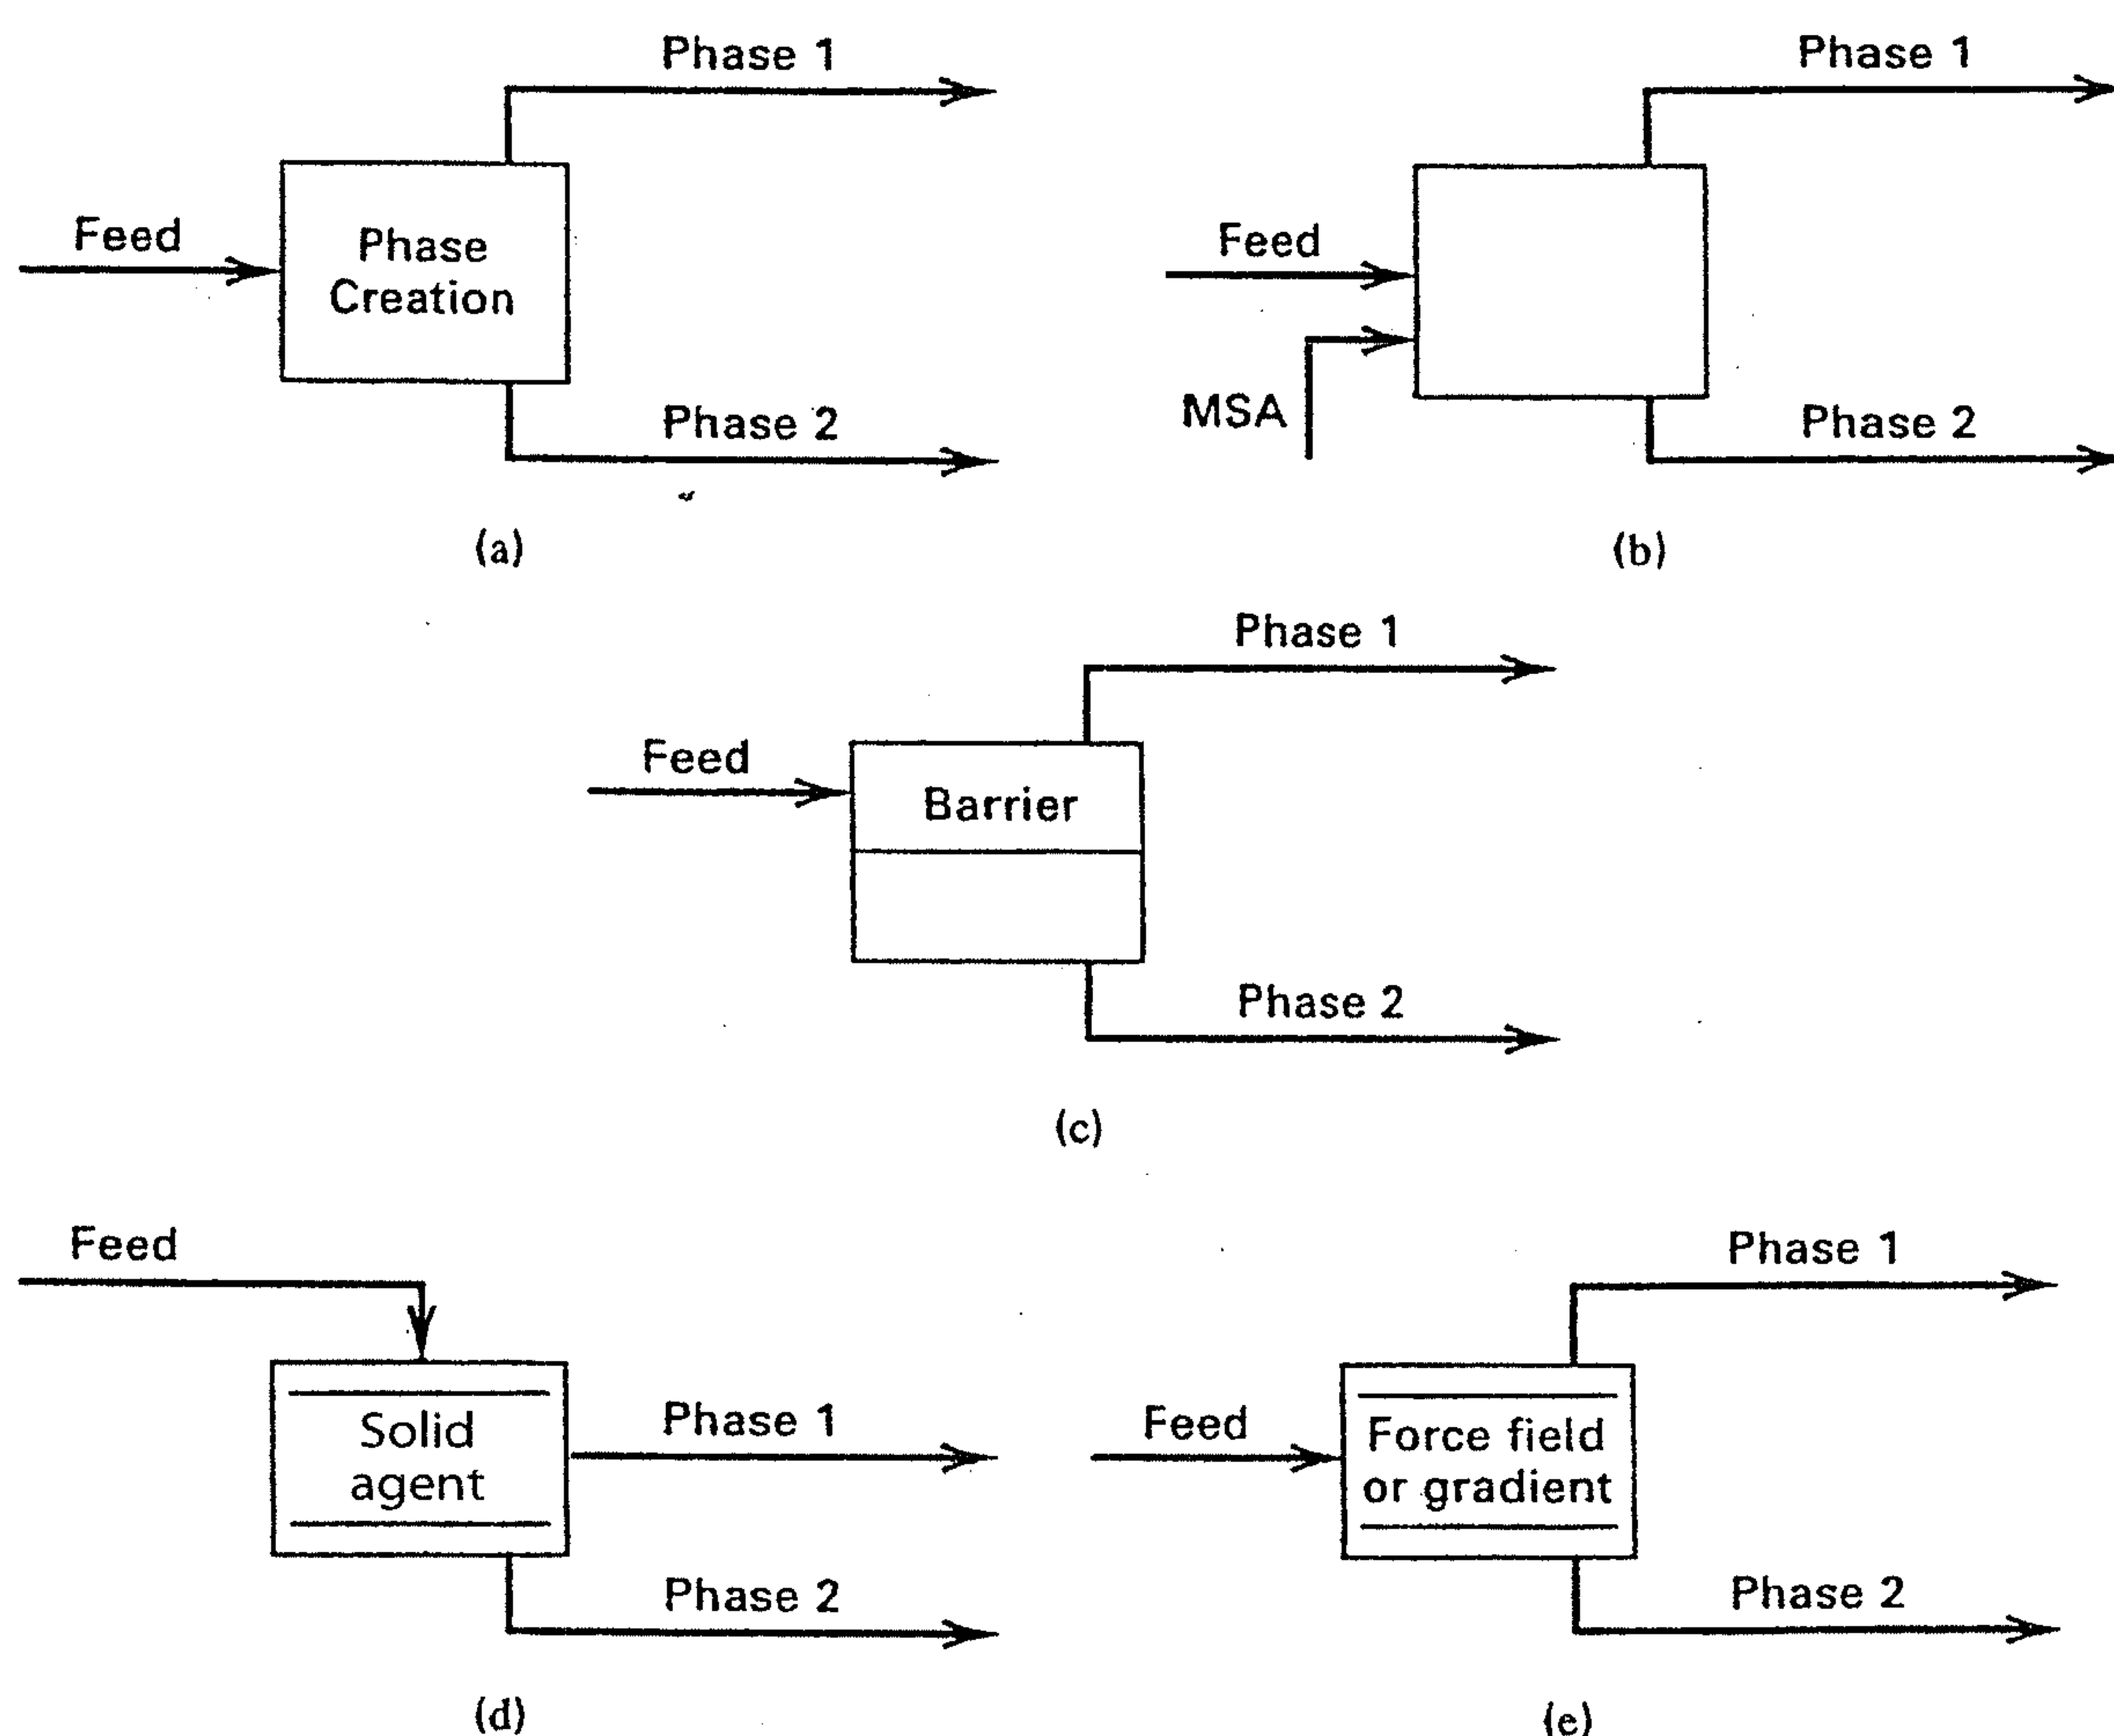 Phase 1
Feed
Phase
Creation
Phase 2
(a)
Phase 1
Feed
MSA
Phase 2
(b)
Phase 1
Feed
Barrier
Phase 2
(c)
Feed
Solid
agent
Phase 1
Phase 2
(d)
Phase 1
Feed
Force field
or gradient
Phase 2
(e)